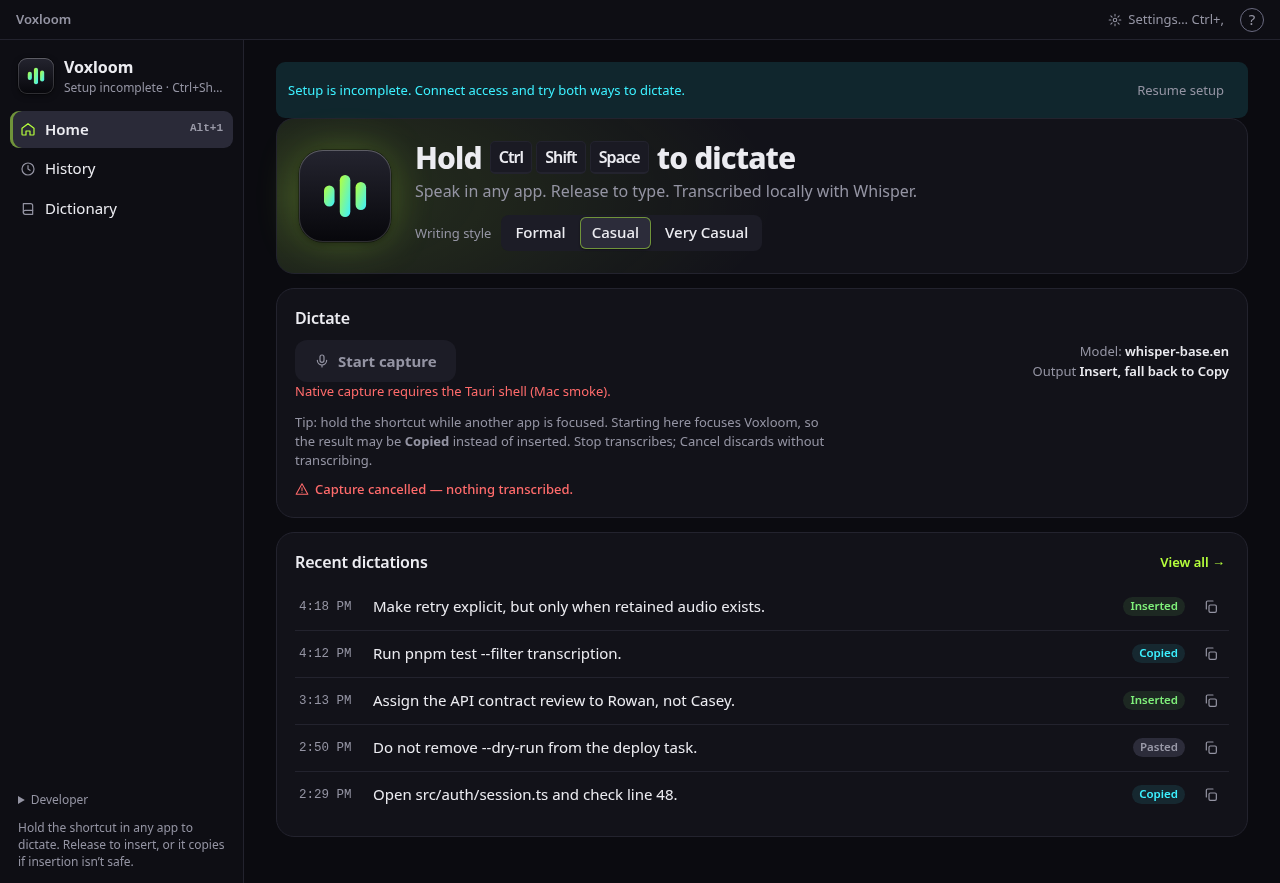 Voxloom
Settings... Ctrl+,
?
Voxloom
Setup incomplete · Ctrl+Sh...
Home Alt+1
History
Dictionary
Developer
Hold the shortcut in any app to
dictate. Release to insert, or it copies
if insertion isn't safe.
Setup is incomplete. Connect access and try both ways to dictate. Resume setup
Hold Ctrl Shift Space to dictate
Speak in any app. Release to type. Transcribed locally with Whisper.
Writing style Formal Casual Very Casual
Dictate
Start capture
Native capture requires the Tauri shell (Mac smoke).
Model: whisper-base.en
Output Insert, fall back to Copy
Tip: hold the shortcut while another app is focused. Starting here focuses Voxloom, so
the result may be Copied instead of inserted. Stop transcribes; Cancel discards without
transcribing.
Capture cancelled — nothing transcribed.
Recent dictations View all →
4:18 PM Make retry explicit, but only when retained audio exists. Inserted
4:12 PM Run pnpm test --filter transcription. Copied
3:13 PM Assign the API contract review to Rowan, not Casey. Inserted
2:50 PM Do not remove --dry-run from the deploy task. Pasted
2:29 PM Open src/auth/session.ts and check line 48. Copied